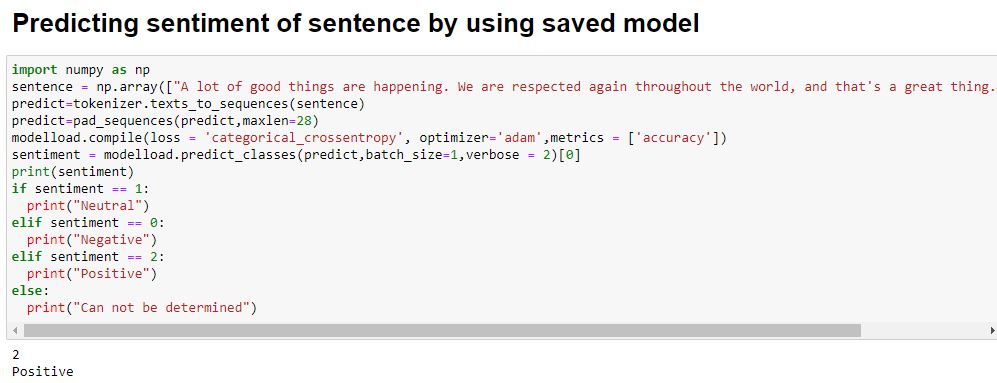 Predicting sentiment of sentence by using saved model
import numpy as np
sentence = np.array(["A lot of good things are happening. We are respected again throughout the world, and that's a great thing.
predict=tokenizer.texts_to_sequences(sentence)
predict=pad_sequences(predict,maxlen=28)
modelload.compile(loss = 'categorical_crossentropy', optimizer='adam',metrics = ['accuracy'])
sentiment = modelload.predict_classes(predict,batch_size=1,verbose = 2)[0]
print(sentiment)
if sentiment == 1:
  print("Neutral")
elif sentiment == 0:
  print("Negative")
elif sentiment == 2:
  print("Positive")
else:
  print("Can not be determined")
2
Positive